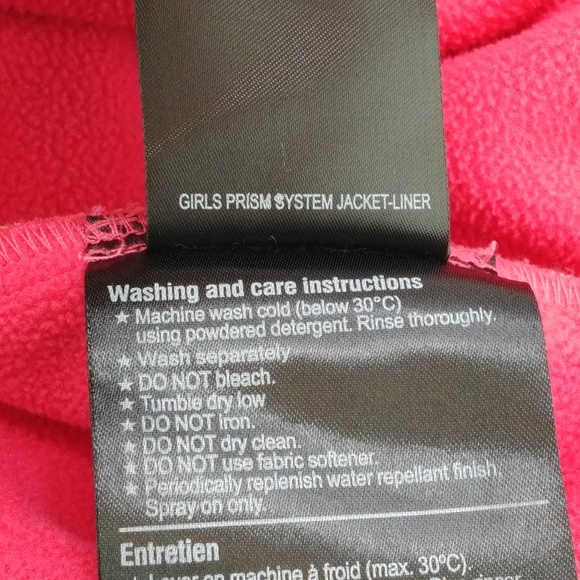 GIRLS PRISM SYSTEM JACKET-LINER
Washing and care instructions
★ Machine wash cold (below 30°C)
using powdered detergent. Rinse thoroughly.
★ Wash separately
★ DO NOT bleach.
★ Tumble dry low
★ DO NOT iron.
★ DO NOT dry clean.
★ DO NOT use fabric softener.
★ Periodically replenish water repellant finish.
Spray on only.
Entretien
Laver en machine à froid (max. 30ºC)